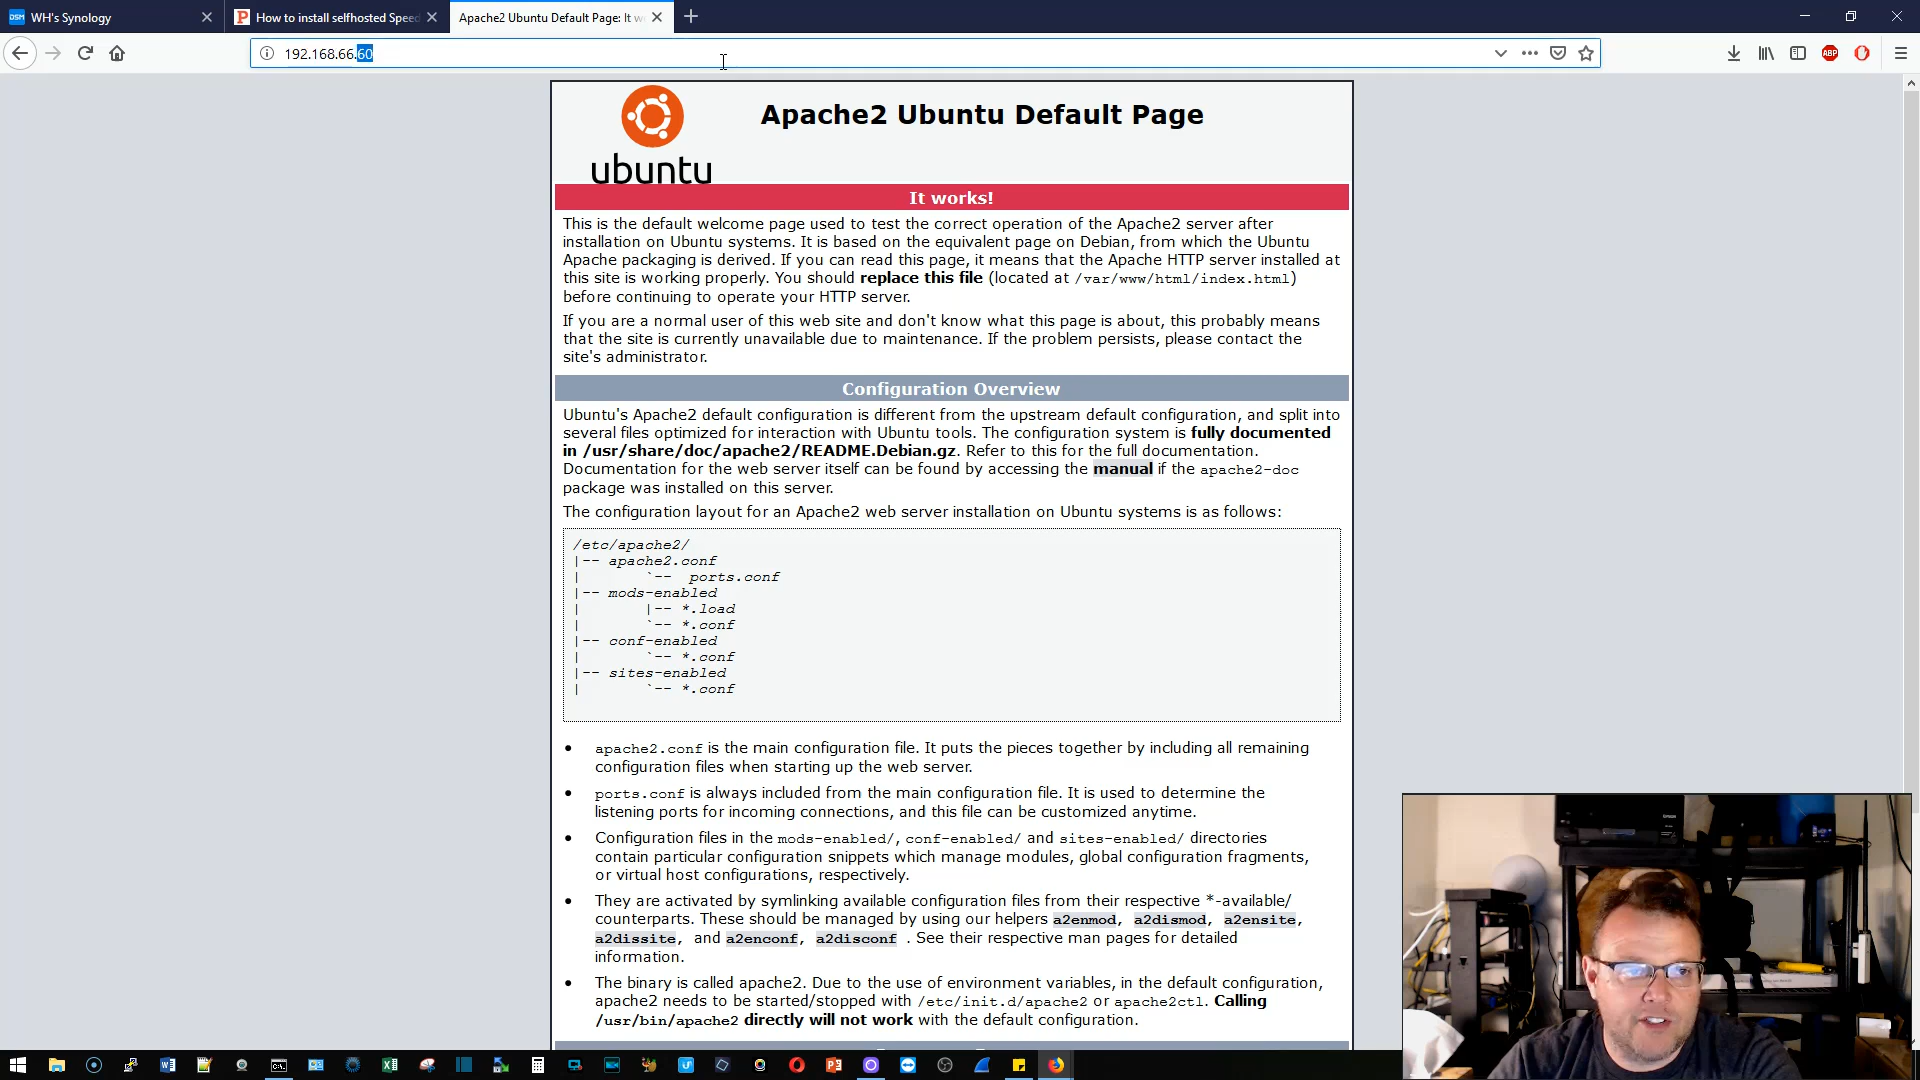 WH's Synology
How to install selfhosted Speed
Apache2 Ubuntu Default Page: It w
192.168.66.60
ABP
Apache2 Ubuntu Default Page
ubuntu
It works!
This is the default welcome page used to test the correct operation of the Apache2 server after
installation on Ubuntu systems. It is based on the equivalent page on Debian, from which the Ubuntu
Apache packaging is derived. If you can read this page, it means that the Apache HTTP server installed at
this site is working properly. You should replace this file (located at /var/www/html/index.html)
before continuing to operate your HTTP server.
If you are a normal user of this web site and don't know what this page is about, this probably means
that the site is currently unavailable due to maintenance. If the problem persists, please contact the
site's administrator.
Configuration Overview
Ubuntu's Apache2 default configuration is different from the upstream default configuration, and split into
several files optimized for interaction with Ubuntu tools. The configuration system is fully documented
in /usr/share/doc/apache2/README.Debian.gz. Refer to this for the full documentation.
Documentation for the web server itself can be found by accessing the manual if the apache2-doc
package was installed on this server.
The configuration layout for an Apache2 web server installation on Ubuntu systems is as follows:
/etc/apache2/
|-- apache2.conf
|       `--  ports.conf
|-- mods-enabled
|       |-- *.load
|       `-- *.conf
|-- conf-enabled
|       `-- *.conf
|-- sites-enabled
|       `-- *.conf
• apache2.conf is the main configuration file. It puts the pieces together by including all remaining
configuration files when starting up the web server.
• ports.conf is always included from the main configuration file. It is used to determine the
listening ports for incoming connections, and this file can be customized anytime.
• Configuration files in the mods-enabled/, conf-enabled/ and sites-enabled/ directories
contain particular configuration snippets which manage modules, global configuration fragments,
or virtual host configurations, respectively.
• They are activated by symlinking available configuration files from their respective *-available/
counterparts. These should be managed by using our helpers a2enmod, a2dismod, a2ensite,
a2dissite, and a2enconf, a2disconf . See their respective man pages for detailed
information.
• The binary is called apache2. Due to the use of environment variables, in the default configuration,
apache2 needs to be started/stopped with /etc/init.d/apache2 or apache2ctl. Calling
/usr/bin/apache2 directly will not work with the default configuration.